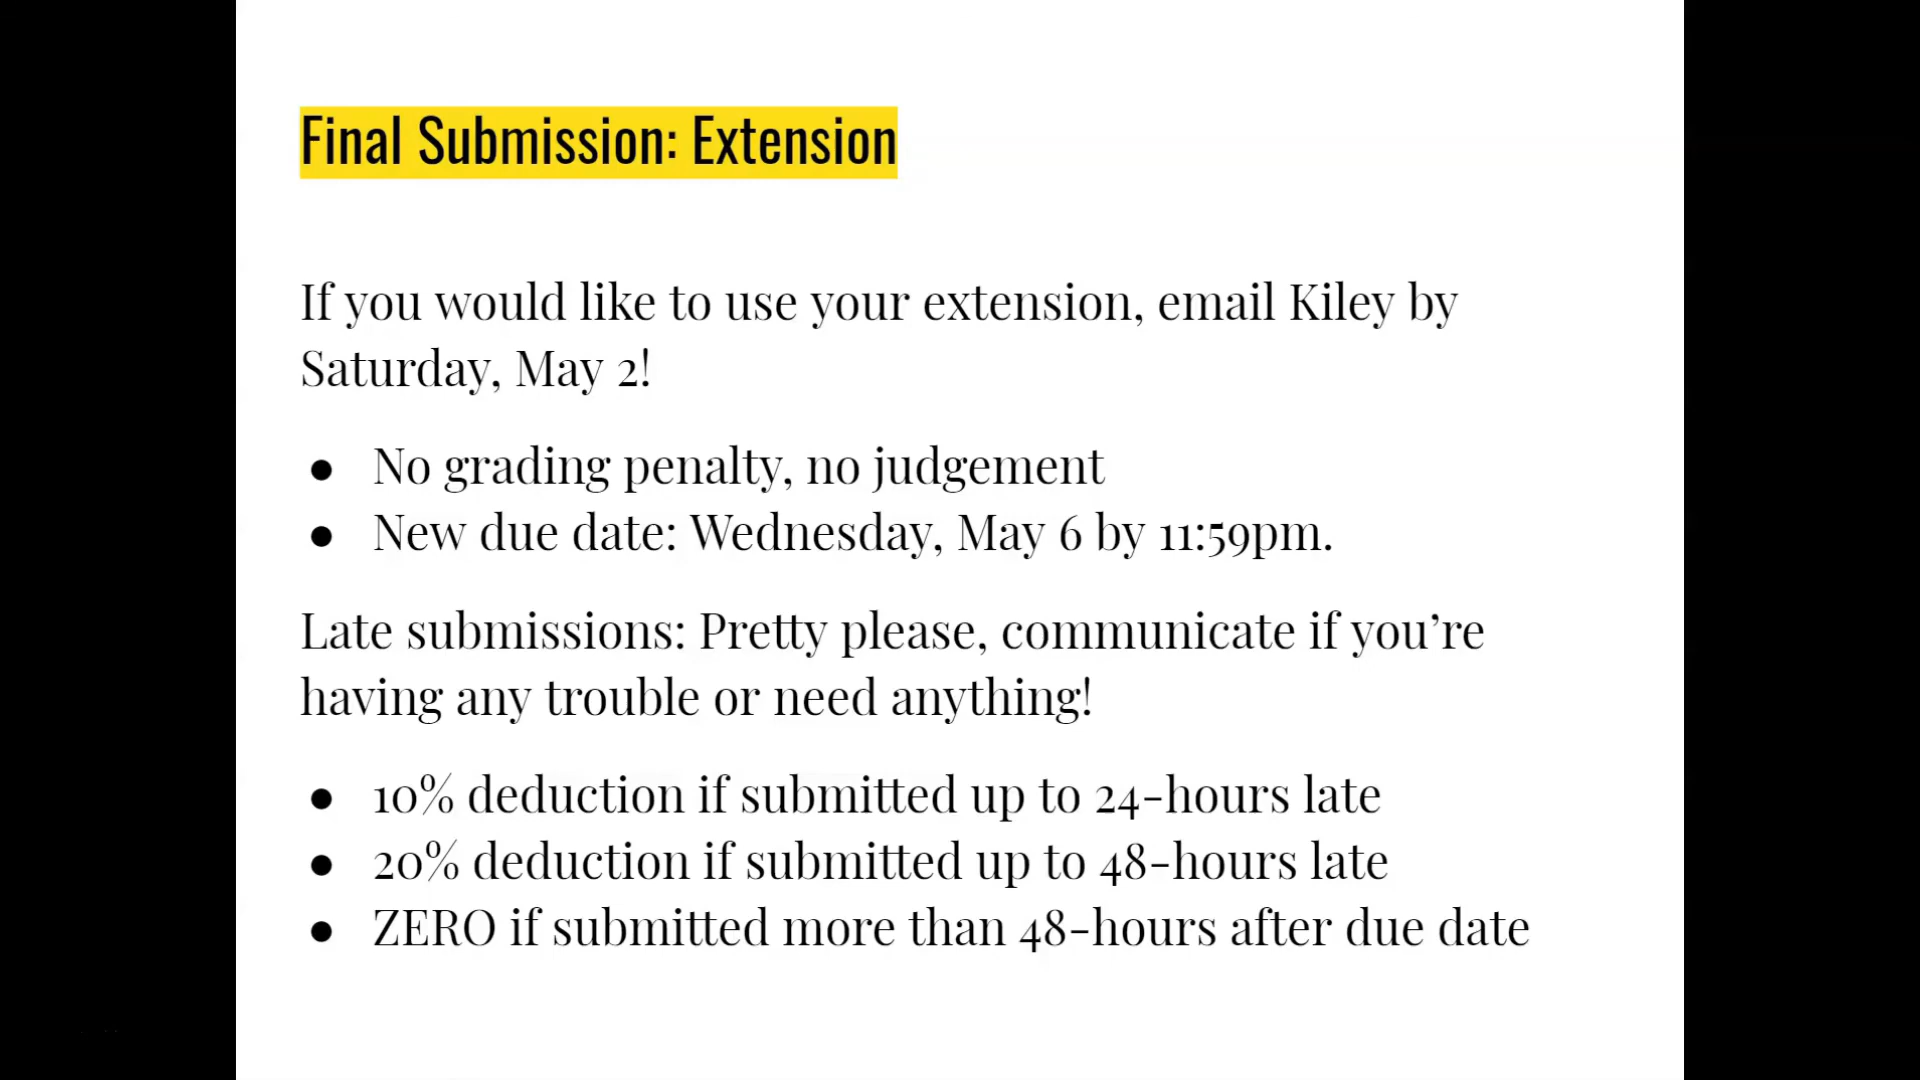 Final Submission: Extension
If you would like to use your extension, email Kiley by
Saturday, May 2!
● No grading penalty, no judgement
● New due date: Wednesday, May 6 by 11:59pm.
Late submissions: Pretty please, communicate if you’re
having any trouble or need anything!
● 10% deduction if submitted up to 24-hours late
● 20% deduction if submitted up to 48-hours late
● ZERO if submitted more than 48-hours after due date